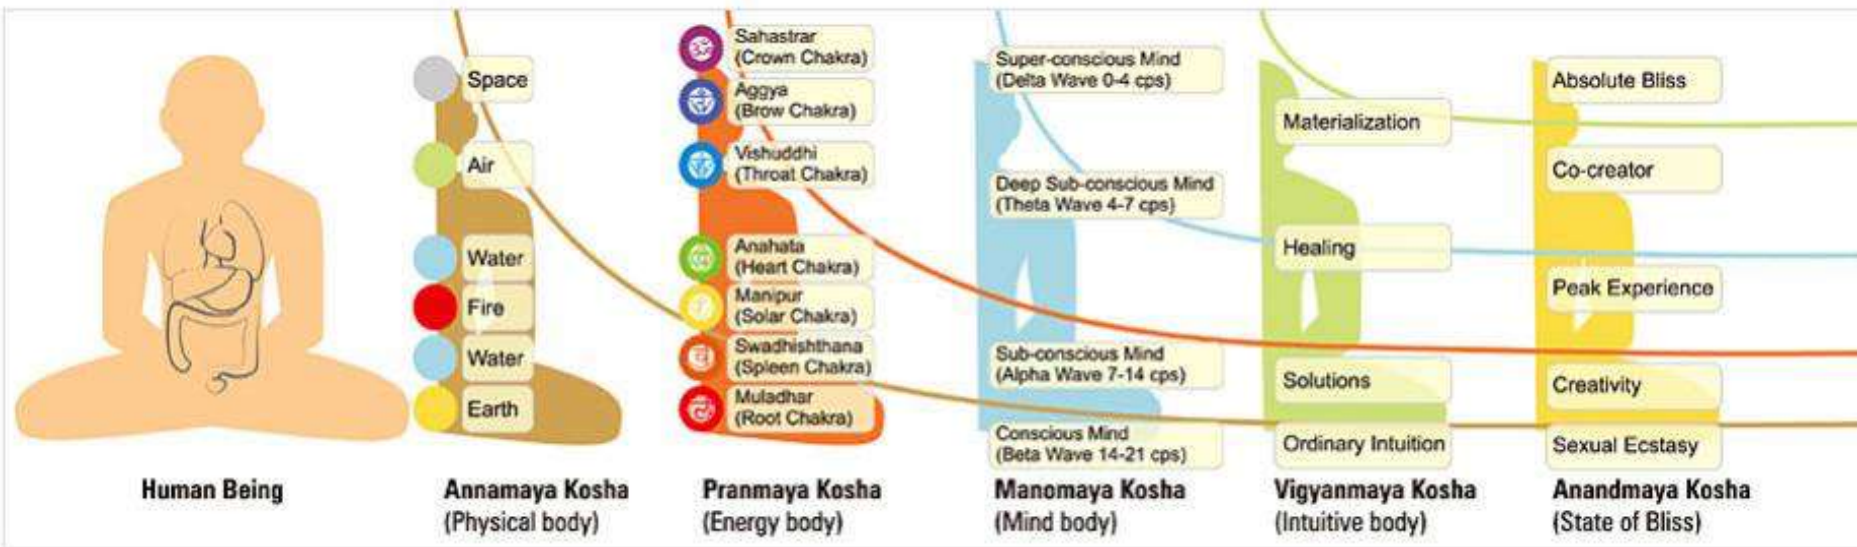 Space
Air
Water
Fire
Water
Earth
Sahastrar
(Crown Chakra)
Aggya
(Brow Chakra)
Vishuddhi
(Throat Chakra)
Anahata
(Heart Chakra)
Manipur
(Solar Chakra)
Swadhishthana
(Spleen Chakra)
Muladhar
(Root Chakra)
Super-conscious Mind
(Delta Wave 0-4 cps)
Deep Sub-conscious Mind
(Theta Wave 4-7 cps)
Sub-conscious Mind
(Alpha Wave 7-14 cps)
Conscious Mind
(Beta Wave 14-21 cps)
Materialization
Healing
Solutions
Ordinary Intuition
Absolute Bliss
Co-creator
Peak Experience
Creativity
Sexual Ecstasy
Human Being
Annamaya Kosha
(Physical body)
Pranmaya Kosha
(Energy body)
Manomaya Kosha
(Mind body)
Vigyanmaya Kosha
(Intuitive body)
Anandmaya Kosha
(State of Bliss)